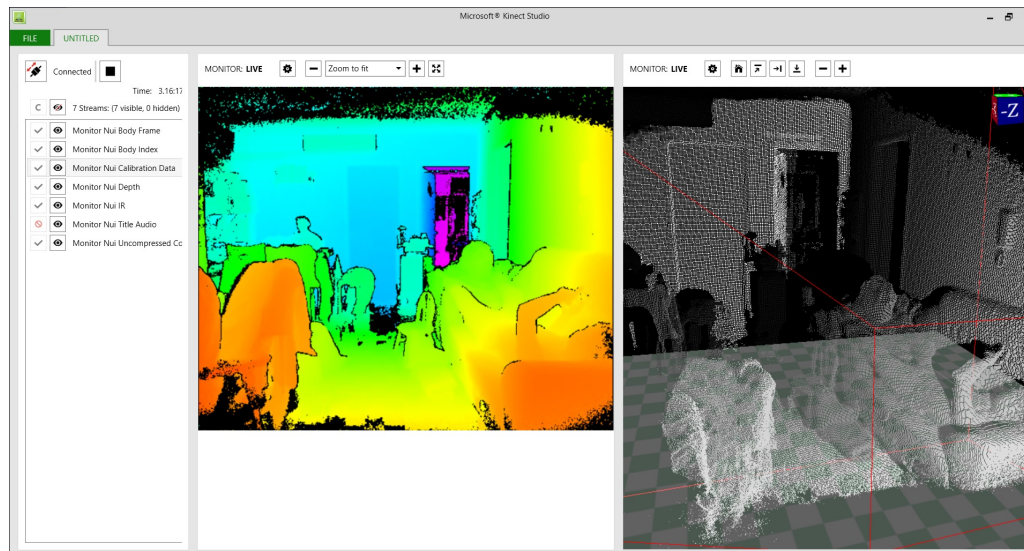 Microsoft® Kinect Studio
FILE UNTITLED
Connected
Time: 3.16:17
C 7 Streams: (7 visible, 0 hidden)
Monitor Nui Body Frame
Monitor Nui Body Index
Monitor Nui Calibration Data
Monitor Nui Depth
Monitor Nui IR
Monitor Nui Title Audio
Monitor Nui Uncompressed Co
MONITOR: LIVE Zoom to fit
MONITOR: LIVE
-Z